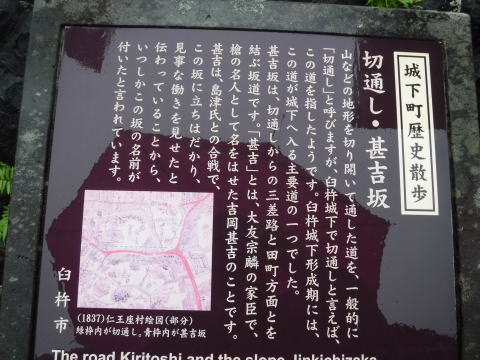 城下町歴史散歩
切通し・甚吉坂
山などの地形を切り開いて通した道を、一般的に
「切通し」と呼びますが、臼杵城下で切通しと言えば、
この道を指したようです。臼杵城下形成期には、
この道が城下へ入る主要道の一つでした。
甚吉坂は、切通しからの三差路と田町方面とを
結ぶ坂道です。「甚吉」とは、大友宗麟の家臣で、
槍の名人として名をはせた吉岡甚吉のことです。
甚吉は、島津氏との合戦で、
この坂に立ちはだかり、
見事な働きを見せたと
伝わっていることから、
いつしかこの坂の名前が
付いたと言われています。
(1837)仁王座村絵図(部分)
緑枠内が切通し。青枠内が甚吉坂
臼杵市
The road Kiritoshi and the slope Jinkichizaka